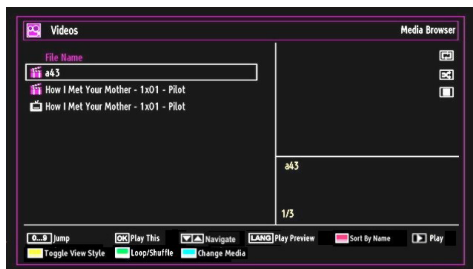 Videos
Media Browser
File Name
a43
How I Met Your Mother - 1x01 - Pilot
How I Met Your Mother - 1x01 - Pilot
a43
1/3
0...9 Jump
OK Play This
Navigate
LANG Play Preview
Sort By Name
Play
Toggle View Style
Loop/Shuffle
Change Media